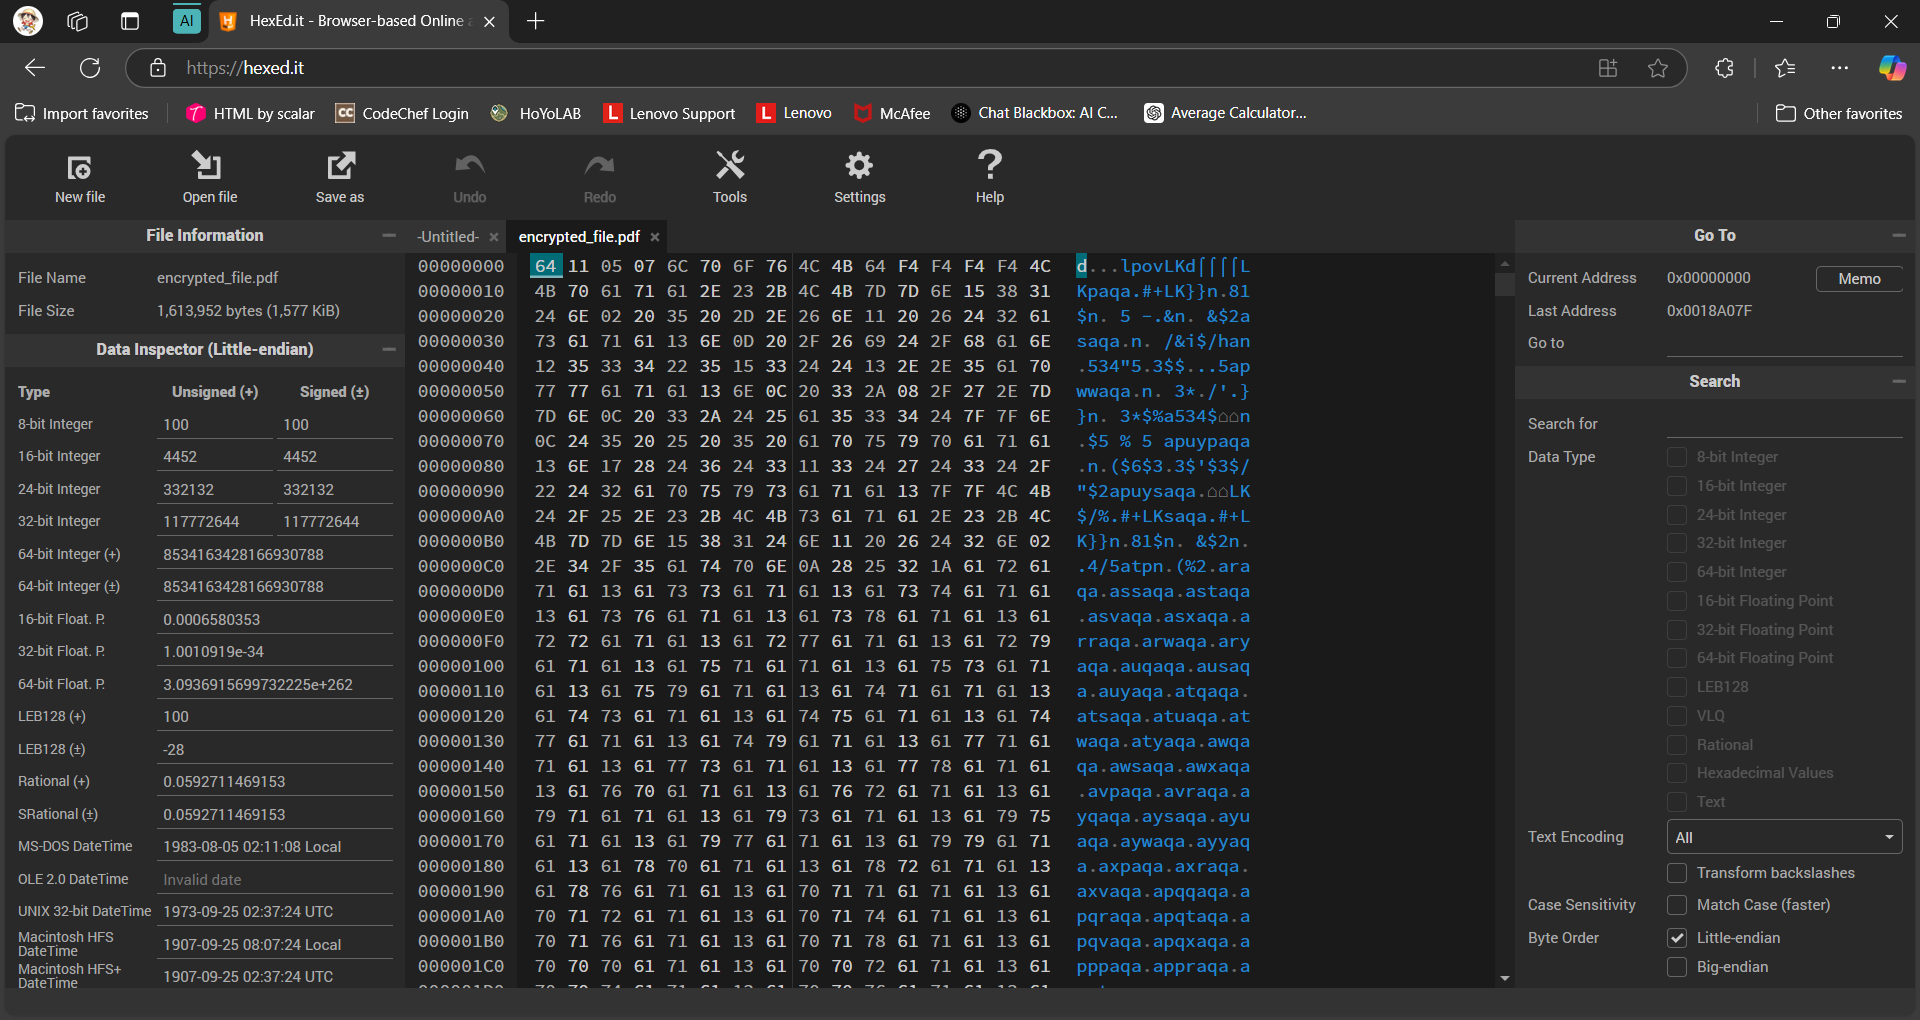 AI
HexEd.it - Browser-based Online
https://hexed.it
Import favorites
HTML by scalar
CodeChef Login
HoYoLAB
Lenovo Support
Lenovo
McAfee
Chat Blackbox: AI C...
Average Calculator...
Other favorites
New file
Open file
Save as
Undo
Redo
Tools
Settings
Help
File Information
File Name encrypted_file.pdf
File Size 1,613,952 bytes (1,577 KiB)
Data Inspector (Little-endian)
Type Unsigned (+) Signed (±)
8-bit Integer 100 100
16-bit Integer 4452 4452
24-bit Integer 332132 332132
32-bit Integer 117772644 117772644
64-bit Integer (+) 8534163428166930788
64-bit Integer (±) 8534163428166930788
16-bit Float. P. 0.0006580353
32-bit Float. P. 1.0010919e-34
64-bit Float. P. 3.0936915699732225e+262
LEB128 (+) 100
LEB128 (±) -28
Rational (+) 0.0592711469153
SRational (±) 0.0592711469153
MS-DOS DateTime 1983-08-05 02:11:08 Local
OLE 2.0 DateTime Invalid date
UNIX 32-bit DateTime 1973-09-25 02:37:24 UTC
Macintosh HFS DateTime 1907-09-25 08:07:24 Local
Macintosh HFS+ DateTime 1907-09-25 02:37:24 UTC
-Untitled-
encrypted_file.pdf
00000000 64 11 05 07 6C 70 6F 76 4C 4B 64 F4 F4 F4 F4 4C d...lpovLKd⌠⌠⌠⌠L
00000010 4B 70 61 71 61 2E 23 2B 4C 4B 7D 7D 6E 15 38 31 Kpaqa.#+LK}}n.81
00000020 24 6E 02 20 35 20 2D 2E 26 6E 11 20 26 24 32 61 $n. 5 -.&n. &$2a
00000030 73 61 71 61 13 6E 0D 20 2F 26 69 24 2F 68 61 6E saqa.n. /&i$/han
00000040 12 35 33 34 22 35 15 33 24 24 13 2E 2E 35 61 70 .534"5.3$$...5ap
00000050 77 77 61 71 61 13 6E 0C 20 33 2A 08 2F 27 2E 7D wwaqa.n. 3*./'.}
00000060 7D 6E 0C 20 33 2A 24 25 61 35 33 34 24 7F 7F 6E }n. 3*$%a534$⌂⌂n
00000070 0C 24 35 20 25 20 35 20 61 70 75 79 70 61 71 61 .$5 % 5 apuypaqa
00000080 13 6E 17 28 24 36 24 33 11 33 24 27 24 33 24 2F .n.($6$3.3$'$3$/
00000090 22 24 32 61 70 75 79 73 61 71 61 13 7F 7F 4C 4B "$2apuysaqa.⌂⌂LK
000000A0 24 2F 25 2E 23 2B 4C 4B 73 61 71 61 2E 23 2B 4C $/%.#+LKsaqa.#+L
000000B0 4B 7D 7D 6E 15 38 31 24 6E 11 20 26 24 32 6E 02 K}}n.81$n. &$2n.
000000C0 2E 34 2F 35 61 74 70 6E 0A 28 25 32 1A 61 72 61 .4/5atpn.(%2.ara
000000D0 71 61 13 61 73 73 61 71 61 13 61 73 74 61 71 61 qa.assaqa.astaqa
000000E0 13 61 73 76 61 71 61 13 61 73 78 61 71 61 13 61 .asvaqa.asxaqa.a
000000F0 72 72 61 71 61 13 61 72 77 61 71 61 13 61 72 79 rraqa.arwaqa.ary
00000100 61 71 61 13 61 75 71 61 71 61 13 61 75 73 61 71 aqa.auqaqa.ausaq
00000110 61 13 61 75 79 61 71 61 13 61 74 71 61 71 61 13 a.auyaqa.atqaqa.
00000120 61 74 73 61 71 61 13 61 74 75 61 71 61 13 61 74 atsaqa.atuaqa.at
00000130 77 61 71 61 13 61 74 79 61 71 61 13 61 77 71 61 waqa.atyaqa.awqa
00000140 71 61 13 61 77 73 61 71 61 13 61 77 78 61 71 61 qa.awsaqa.awxaqa
00000150 13 61 76 70 61 71 61 13 61 76 72 61 71 61 13 61 .avpaqa.avraqa.a
00000160 79 71 61 71 61 13 61 79 73 61 71 61 13 61 79 75 yqaqa.aysaqa.ayu
00000170 61 71 61 13 61 79 77 61 71 61 13 61 79 79 61 71 aqa.aywaqa.ayyaq
00000180 61 13 61 78 70 61 71 61 13 61 78 72 61 71 61 13 a.axpaqa.axraqa.
00000190 61 78 76 61 71 61 13 61 70 71 71 61 71 61 13 61 axvaqa.apqqaqa.a
000001A0 70 71 72 61 71 61 13 61 70 71 74 61 71 61 13 61 pqraqa.apqtaqa.a
000001B0 70 71 76 61 71 61 13 61 70 71 78 61 71 61 13 61 pqvaqa.apqxaqa.a
000001C0 70 70 70 61 71 61 13 61 70 70 72 61 71 61 13 61 pppaqa.appraqa.a
Go To
Current Address 0x00000000 Memo
Last Address 0x0018A07F
Go to
Search
Search for
Data Type 8-bit Integer
16-bit Integer
24-bit Integer
32-bit Integer
64-bit Integer
16-bit Floating Point
32-bit Floating Point
64-bit Floating Point
LEB128
VLQ
Rational
Hexadecimal Values
Text
Text Encoding All
Transform backslashes
Case Sensitivity Match Case (faster)
Byte Order Little-endian
Big-endian